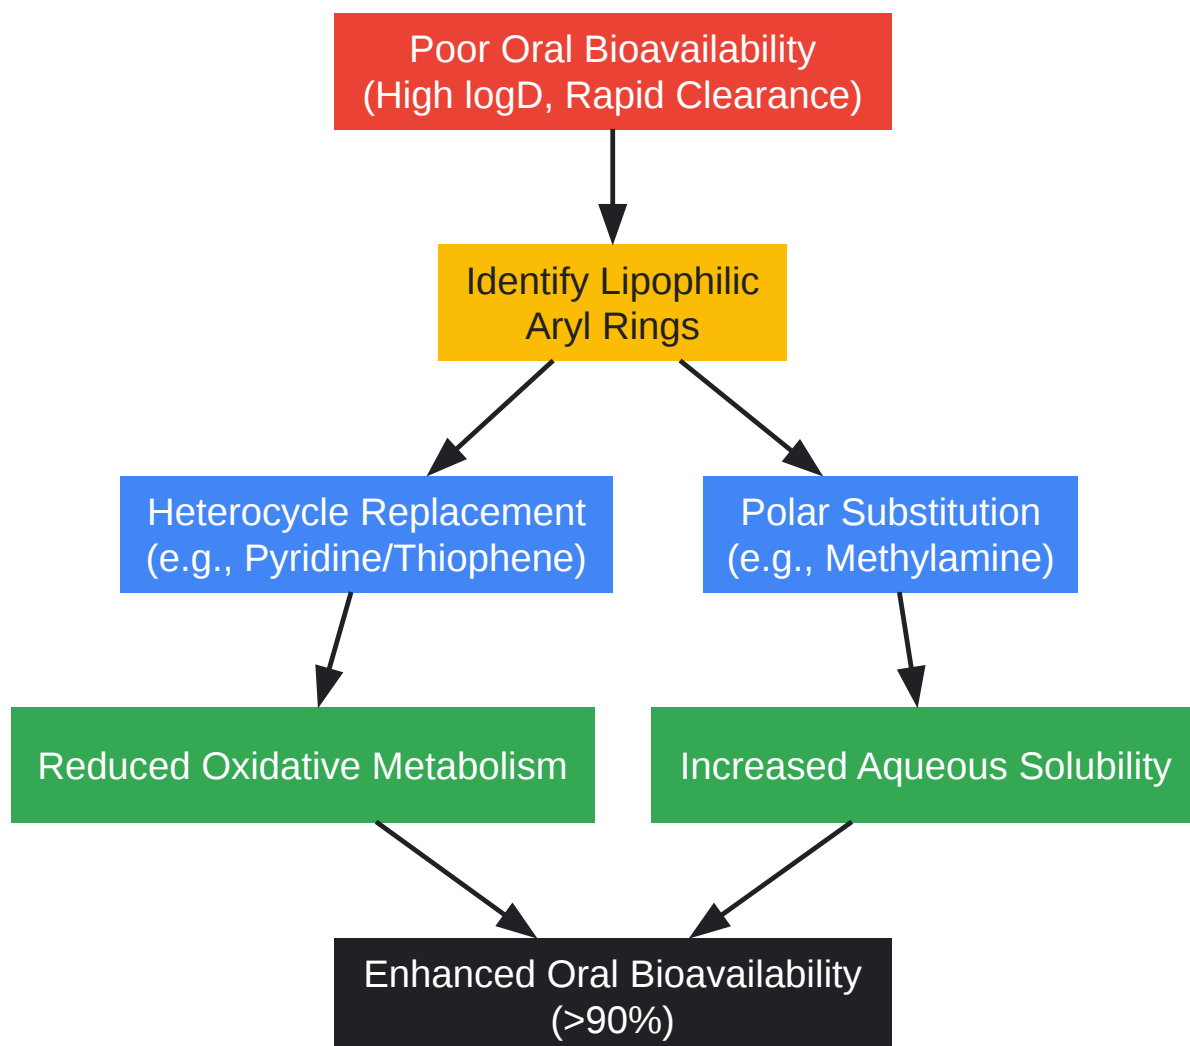 Poor Oral Bioavailability
(High logD, Rapid Clearance)
Identify Lipophilic
Aryl Rings
Heterocycle Replacement
(e.g., Pyridine/Thiophene)
Polar Substitution
(e.g., Methylamine)
Reduced Oxidative Metabolism
Increased Aqueous Solubility
Enhanced Oral Bioavailability
(>90%)